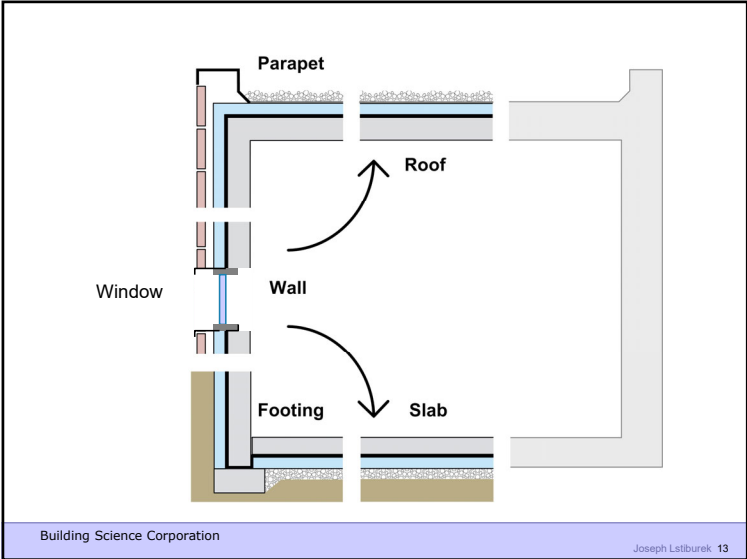 Parapet
Roof
Window
Wall
Footing
Slab
Building Science Corporation
Joseph Lstiburek 13